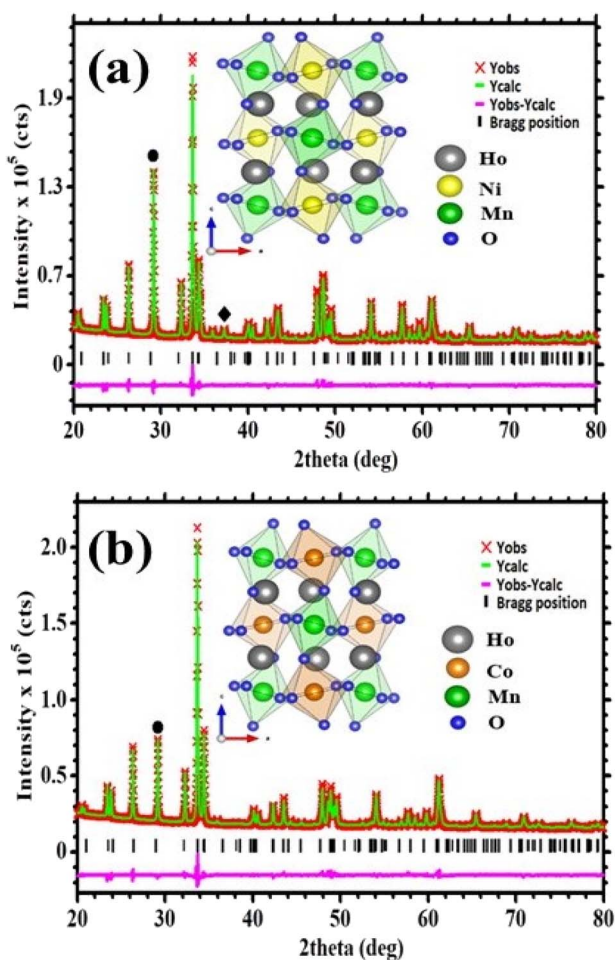 (a)
Yobs
Ycalc
Yobs-Ycalc
Bragg position
Ho
Ni
Mn
O
c
Intensity x 10⁵ (cts)
1.9
1.3
0.7
0
20 30 40 50 60 70 80
2theta (deg)
(b)
Yobs
Ycalc
Yobs-Ycalc
Bragg position
Ho
Co
Mn
O
c
Intensity x 10⁵ (cts)
2.0
1.5
1.0
0.5
0
20 30 40 50 60 70 80
2theta (deg)